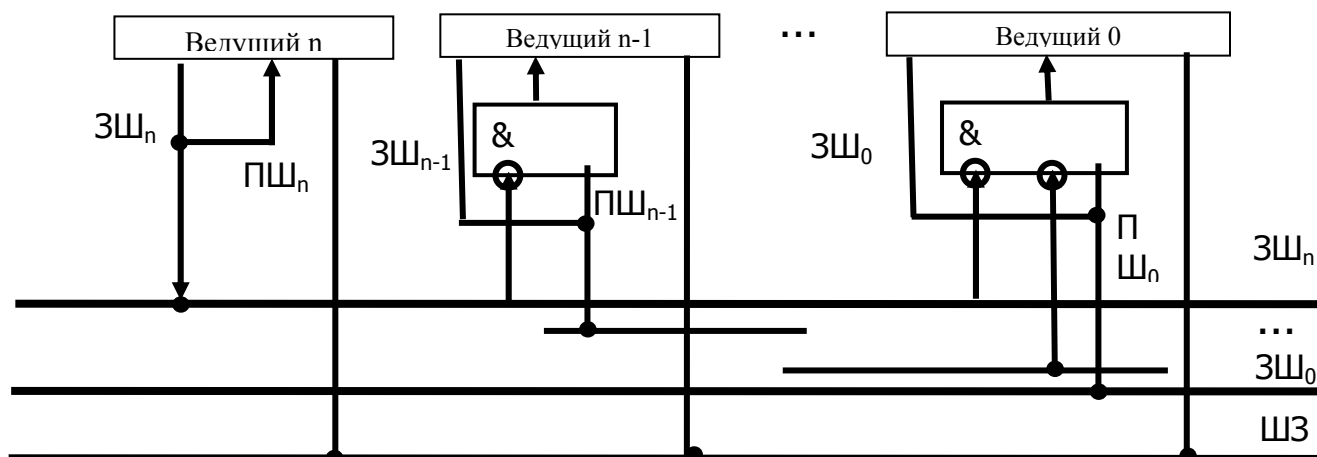 Ведущий n
Ведущий n-1
...
Ведущий 0
ЗШn
ПШn
ЗШn-1
&
ПШn-1
ЗШ0
&
П
Ш0
ЗШn
...
ЗШ0
ШЗ